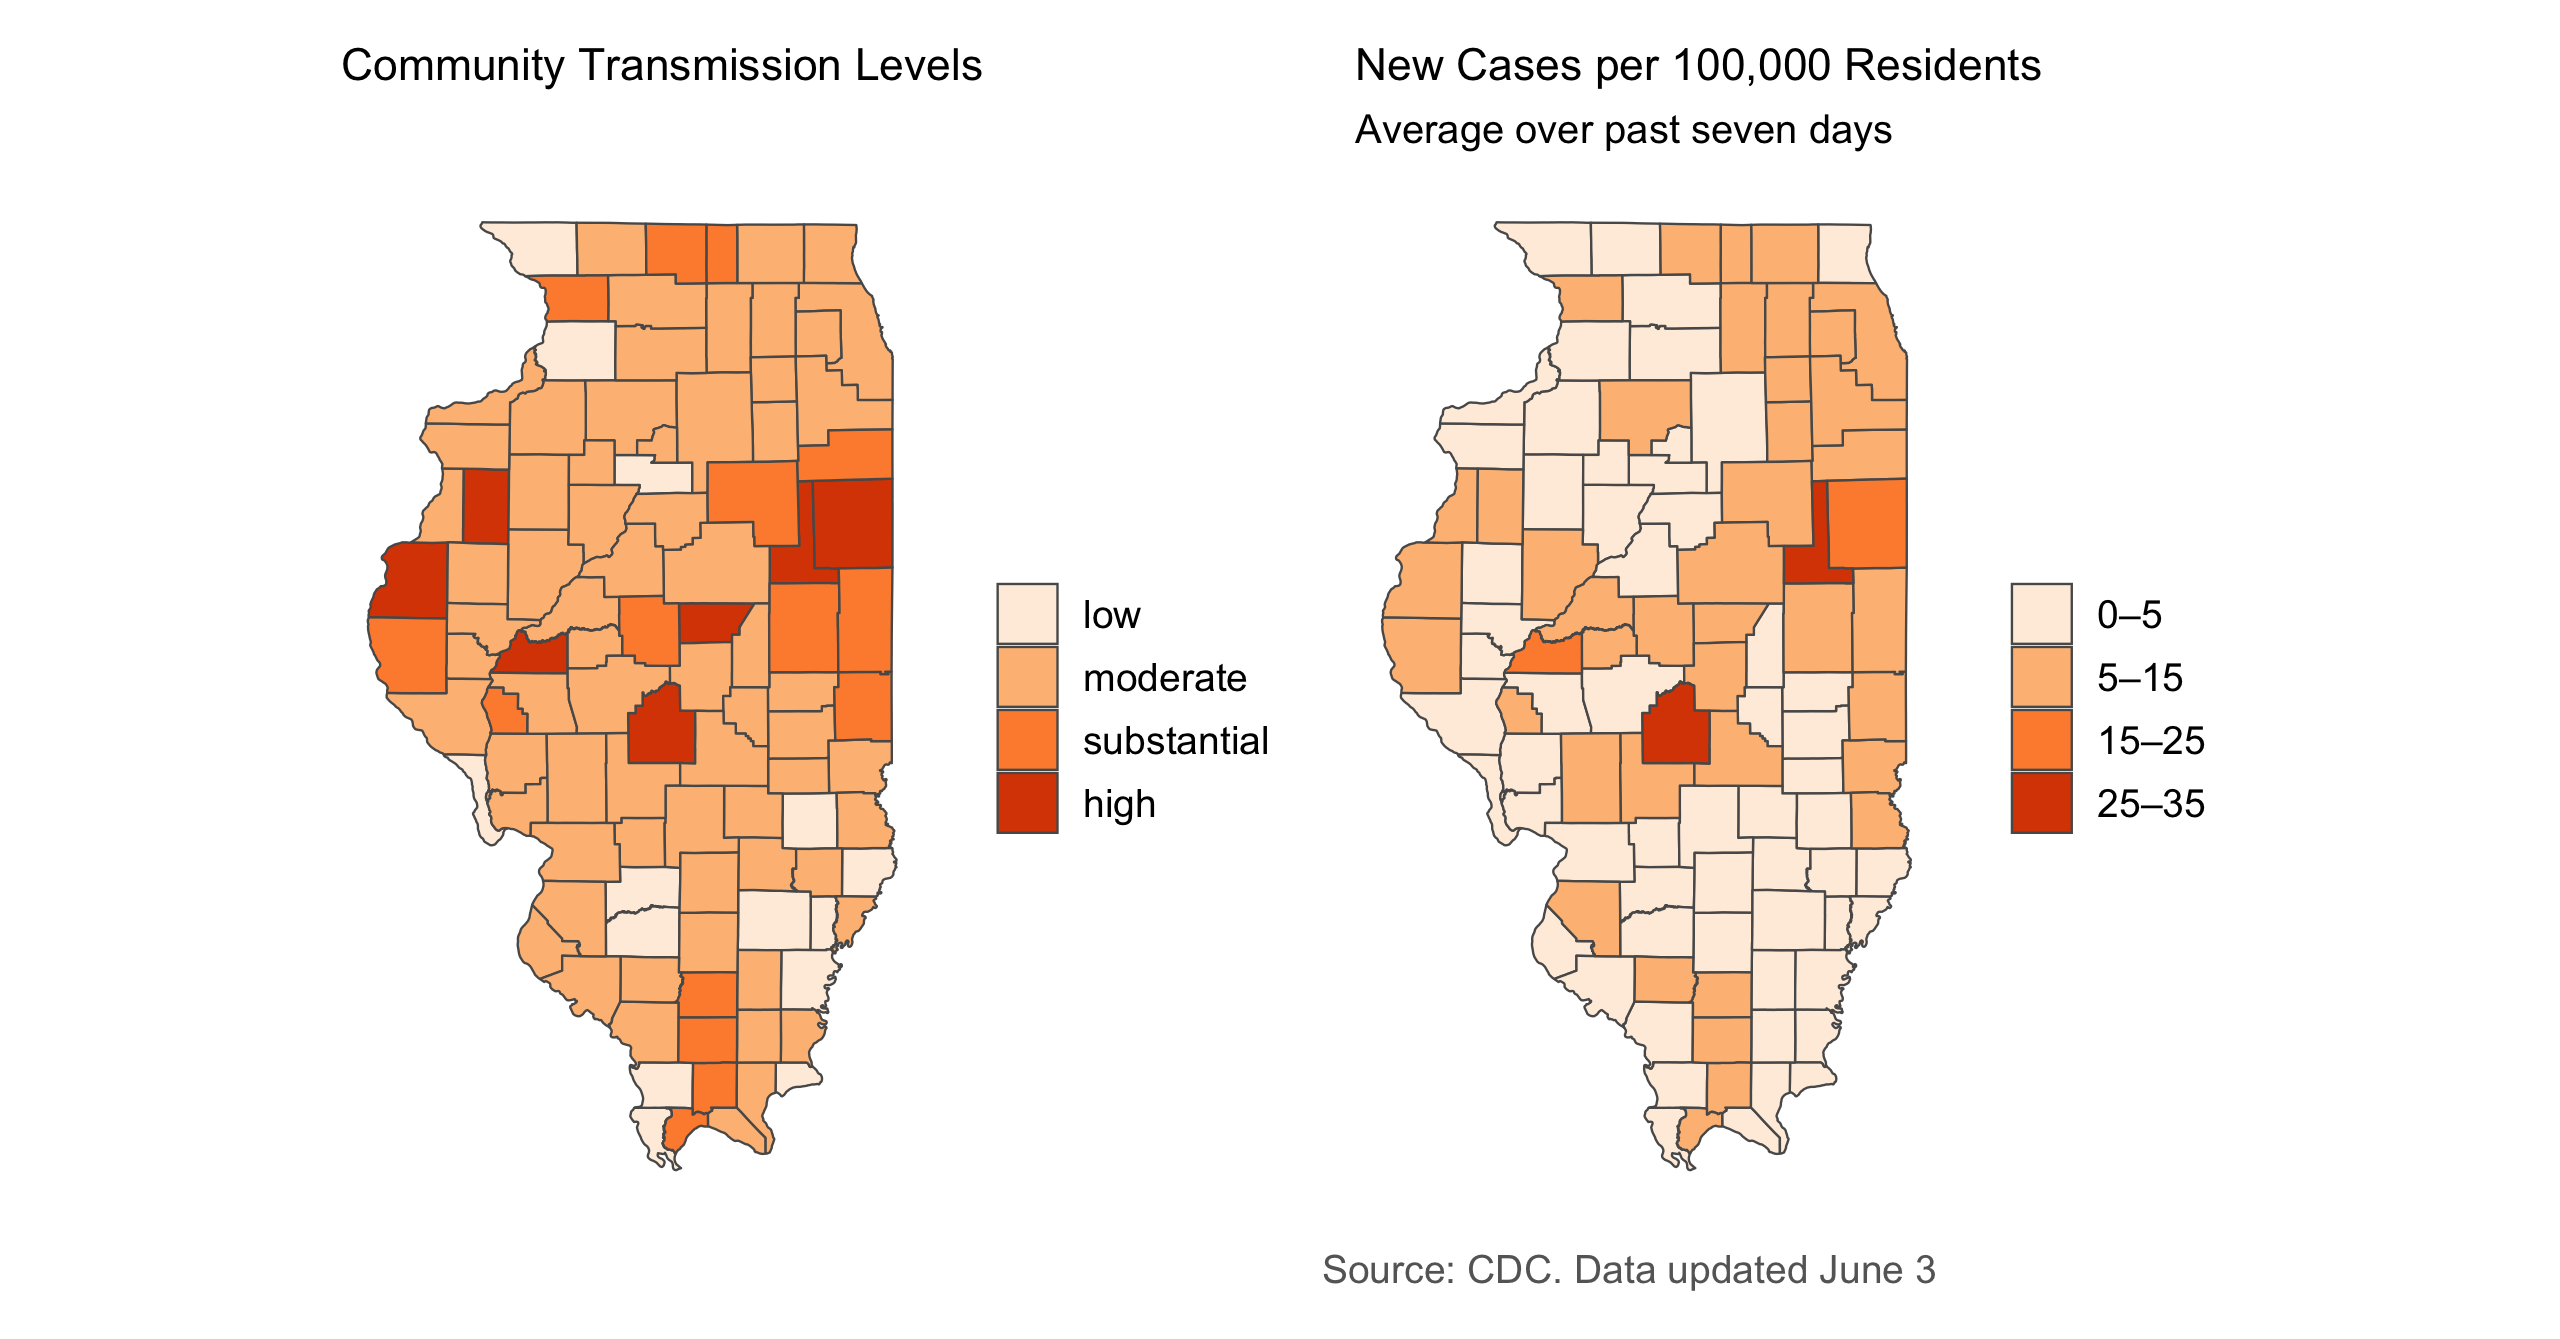 Community Transmission Levels
low
moderate
substantial
high
New Cases per 100,000 Residents
Average over past seven days
0–5
5–15
15–25
25–35
Source: CDC. Data updated June 3